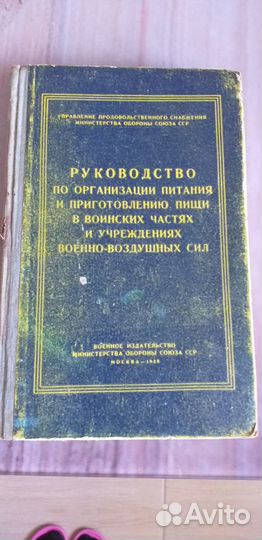 УПРАВЛЕНИЕ ПРОДОВОЛЬСТВЕННОГО СНАБЖЕНИЯ
МИНИСТЕРСТВА ОБОРОНЫ СОЮЗА ССР
РУКОВОДСТВО
ПО ОРГАНИЗАЦИИ ПИТАНИЯ
И ПРИГОТОВЛЕНИЮ ПИЩИ
В ВОИНСКИХ ЧАСТЯХ
И УЧРЕЖДЕНИЯХ
ВОЕННО-ВОЗДУШНЫХ СИЛ
ВОЕННОЕ ИЗДАТЕЛЬСТВО
МИНИСТЕРСТВА ОБОРОНЫ СОЮЗА ССР
МОСКВА —
Avito